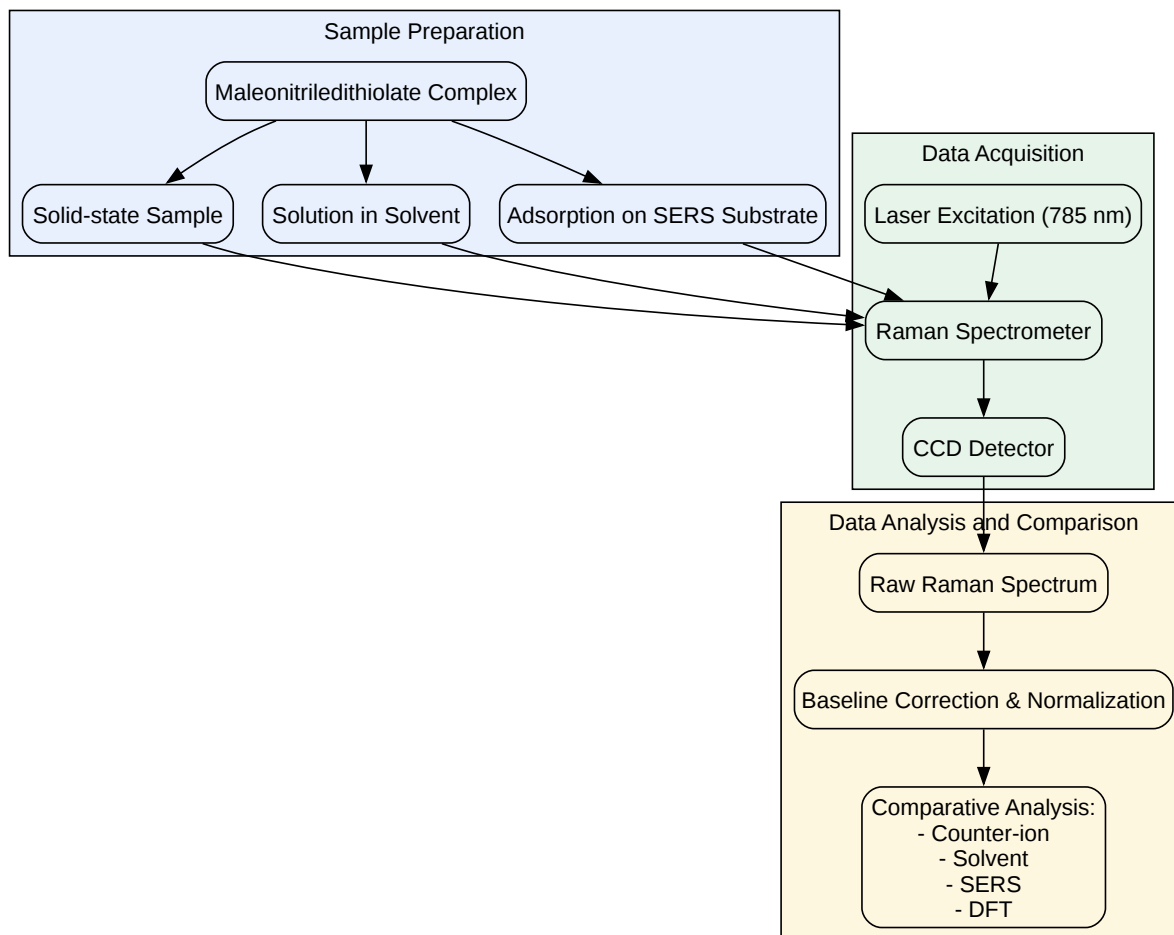 Sample Preparation
Maleonitriledithiolate Complex
Solid-state Sample
Solution in Solvent
Adsorption on SERS Substrate
Data Acquisition
Laser Excitation (785 nm)
Raman Spectrometer
CCD Detector
Data Analysis and Comparison
Raw Raman Spectrum
Baseline Correction & Normalization
Comparative Analysis:
- Counter-ion
- Solvent
- SERS
- DFT